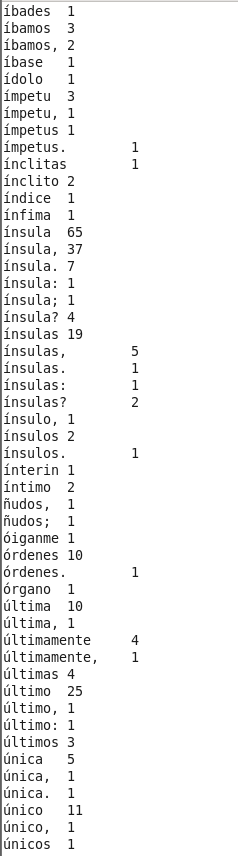 íbades 1
íbamos 3
íbamos, 2
íbase 1
ídolo 1
ímpetu 3
ímpetu, 1
ímpetus 1
ímpetus. 1
ínclitas 1
ínclito 2
índice 1
ínfima 1
ínsula 65
ínsula, 37
ínsula. 7
ínsula: 1
ínsula; 1
ínsula? 4
ínsulas 19
ínsulas, 5
ínsulas. 1
ínsulas: 1
ínsulas? 2
ínsulo, 1
ínsulos 2
ínsulos. 1
ínterin 1
íntimo 2
ñudos, 1
ñudos; 1
óiganme 1
órdenes 10
órdenes. 1
órgano 1
última 10
última, 1
últimamente 4
últimamente, 1
últimas 4
último 25
último, 1
último: 1
últimos 3
única 5
única, 1
única. 1
único 11
único, 1
únicos 1